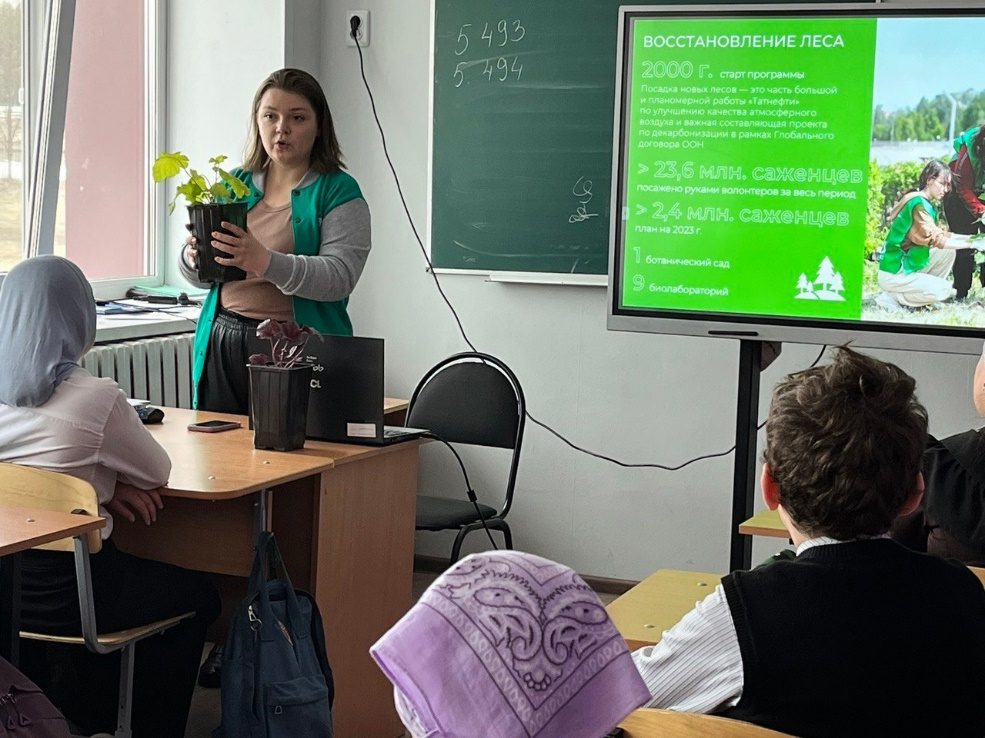 5 493
5. 494
ВОССТАНОВЛЕНИЕ ЛЕСА
2000 г. старт программы
Посадка новых лесов — это часть большой
и планомерной работы «Татнефти»
по улучшению качества атмосферного
воздуха и важная составляющая проекта
по декарбонизации в рамках Глобального
договора ООН
> 23,6 млн. саженцев
посажено руками волонтеров за весь период
> 2,4 млн. саженцев
план на 2023 г.
1 ботанический сад
9 биолабораторий